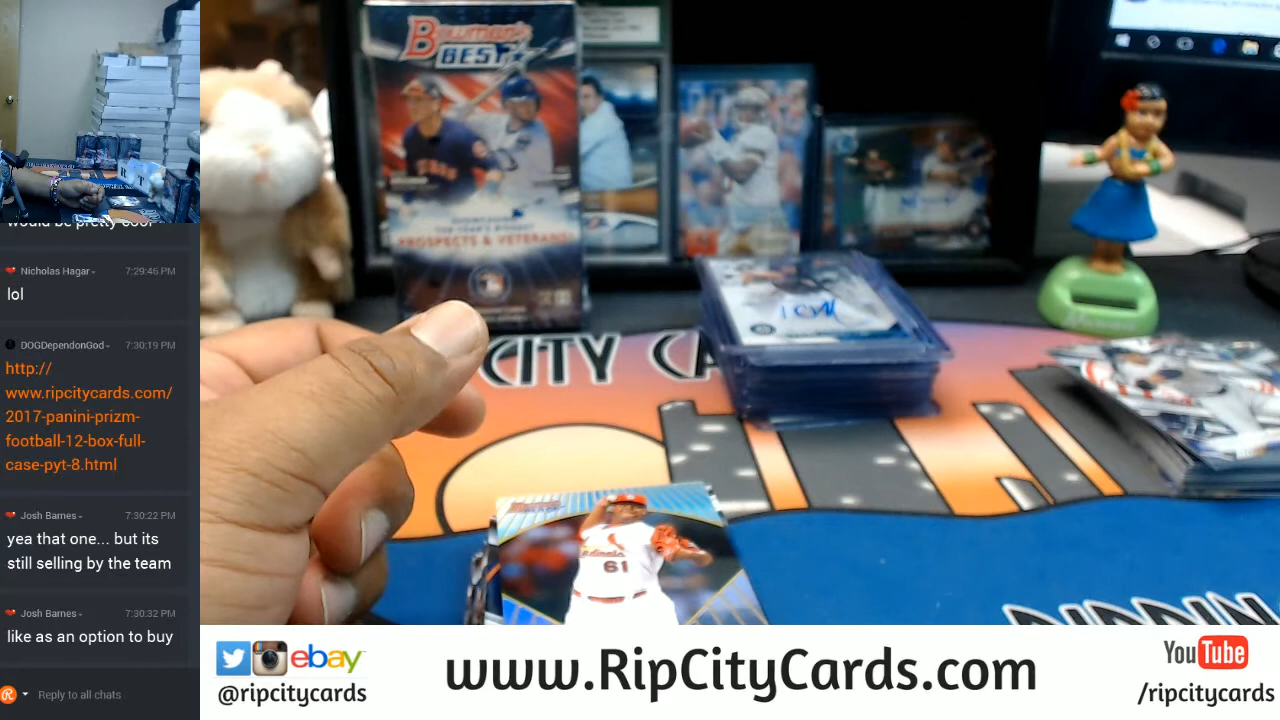 would be pretty cool
Nicholas Hagar
7:29:46 PM
lol
DOGDependonGod
7:30:19 PM
http://
www.ripcitycards.com/
2017-panini-prizm-
football-12-box-full-
case-pyt-8.html
Josh Barnes
7:30:22 PM
yea that one... but its
still selling by the team
Josh Barnes
7:30:32 PM
like as an option to buy
Reply to all chats
Bowman's
BEST
PROSPECTS & VETERANS
CITY CA
Cardinals
61
ebay
@ripcitycards
www.RipCityCards.com
YouTube
/ripcitycards